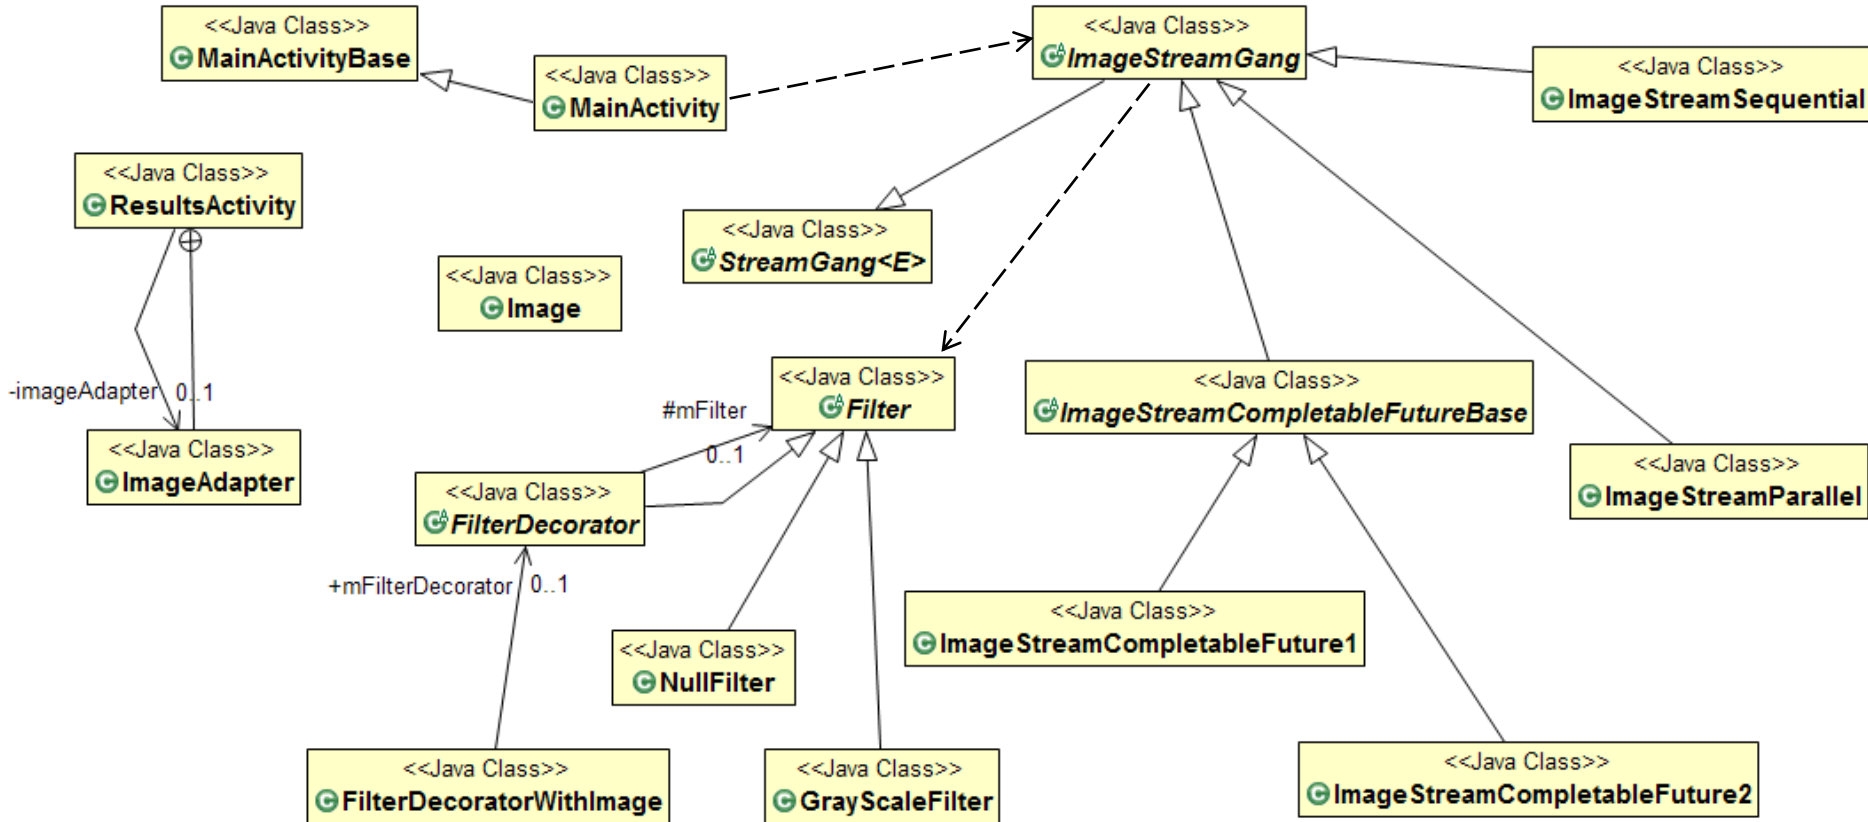 <<Java Class>>
MainActivityBase
<<Java Class>>
MainActivity
<<Java Class>>
ImageStreamGang
<<Java Class>>
ImageStreamSequential
<<Java Class>>
ResultsActivity
<<Java Class>>
StreamGang<E>
<<Java Class>>
Image
-imageAdapter 0..1
<<Java Class>>
ImageAdapter
<<Java Class>>
Filter
#mFilter
0..1
<<Java Class>>
ImageStreamCompletableFutureBase
<<Java Class>>
ImageStreamParallel
<<Java Class>>
FilterDecorator
+mFilterDecorator 0..1
<<Java Class>>
NullFilter
<<Java Class>>
ImageStreamCompletableFuture1
<<Java Class>>
FilterDecoratorWithImage
<<Java Class>>
GrayScaleFilter
<<Java Class>>
ImageStreamCompletableFuture2